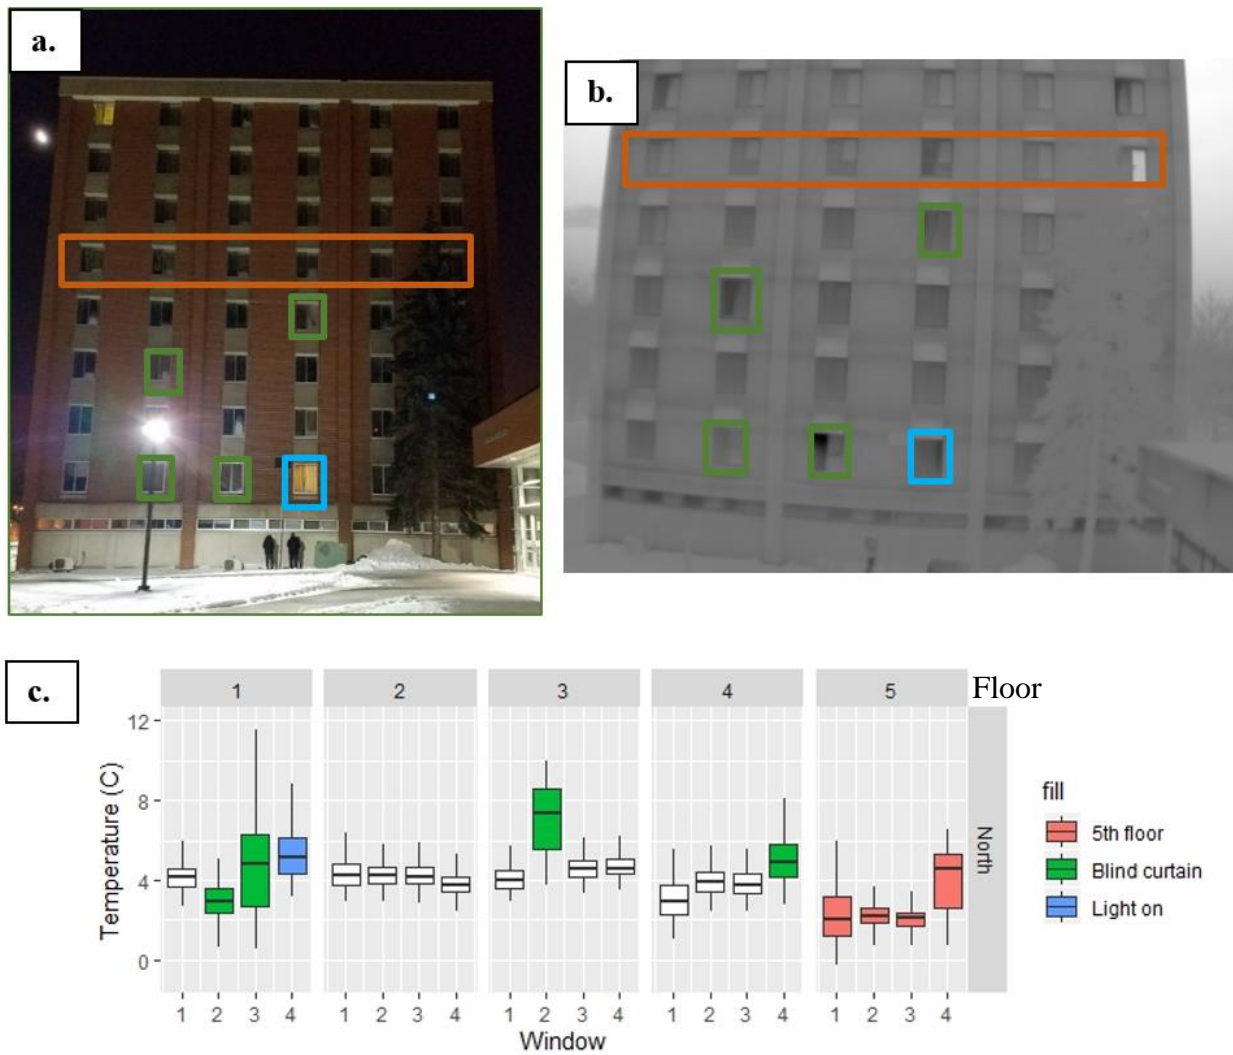 a.
b.
c.
1 2 3 4 5 Floor
12
8
4
0
Temperature (C)
North
1 2 3 4 1 2 3 4 1 2 3 4 1 2 3 4 1 2 3 4
Window
fill
5th floor
Blind curtain
Light on